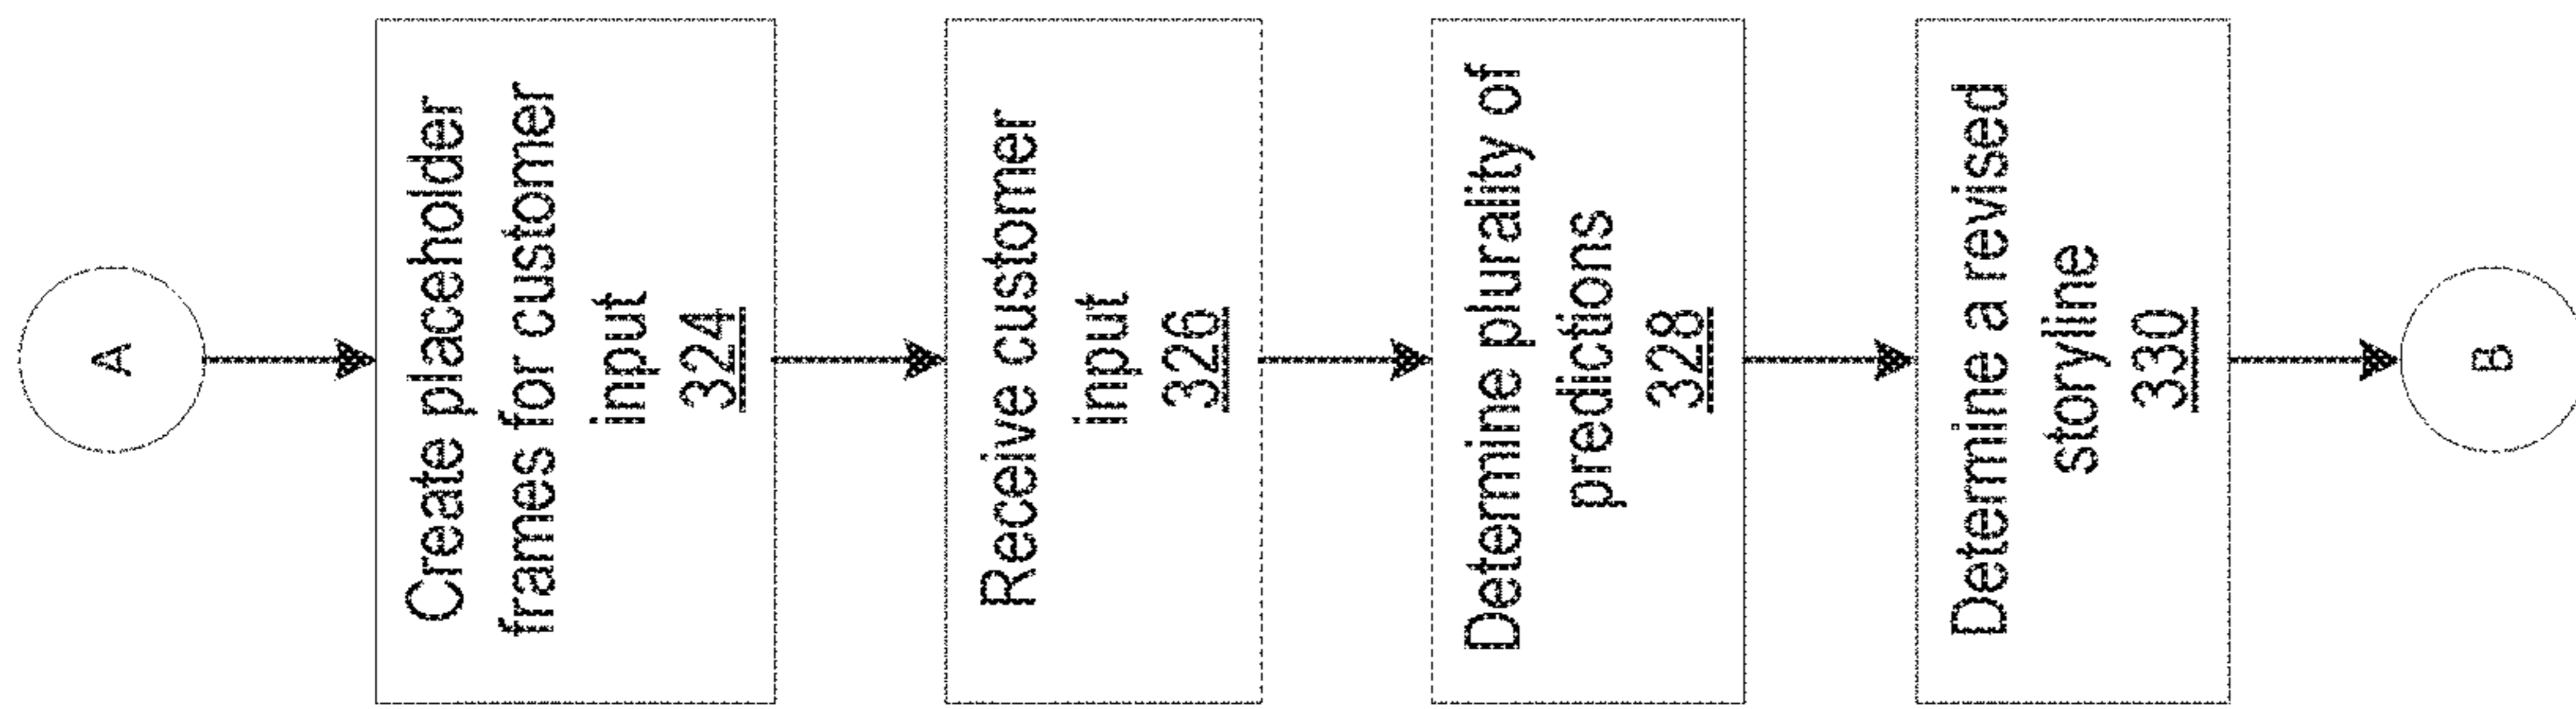 A
Create placeholder
frames for customer
input
324
Receive customer
input
326
Determine plurality of
predictions
328
Determine a revised
storyline
330
B